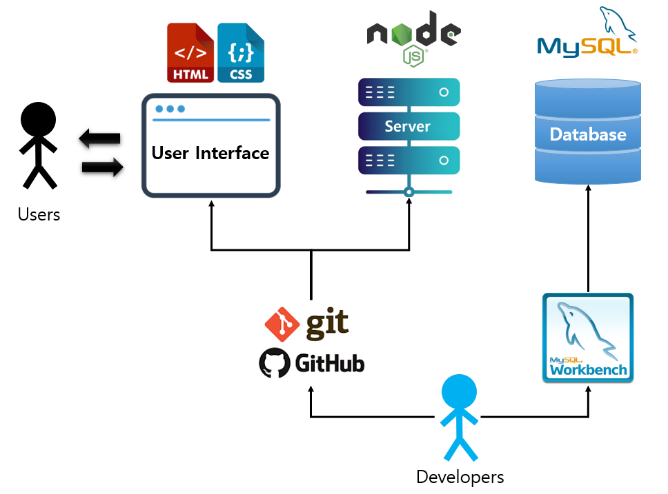 </>
HTML
{;}
CSS
node
JS
MySQL®
User Interface
Server
Database
Users
git
GitHub
MySQL
Workbench
Developers